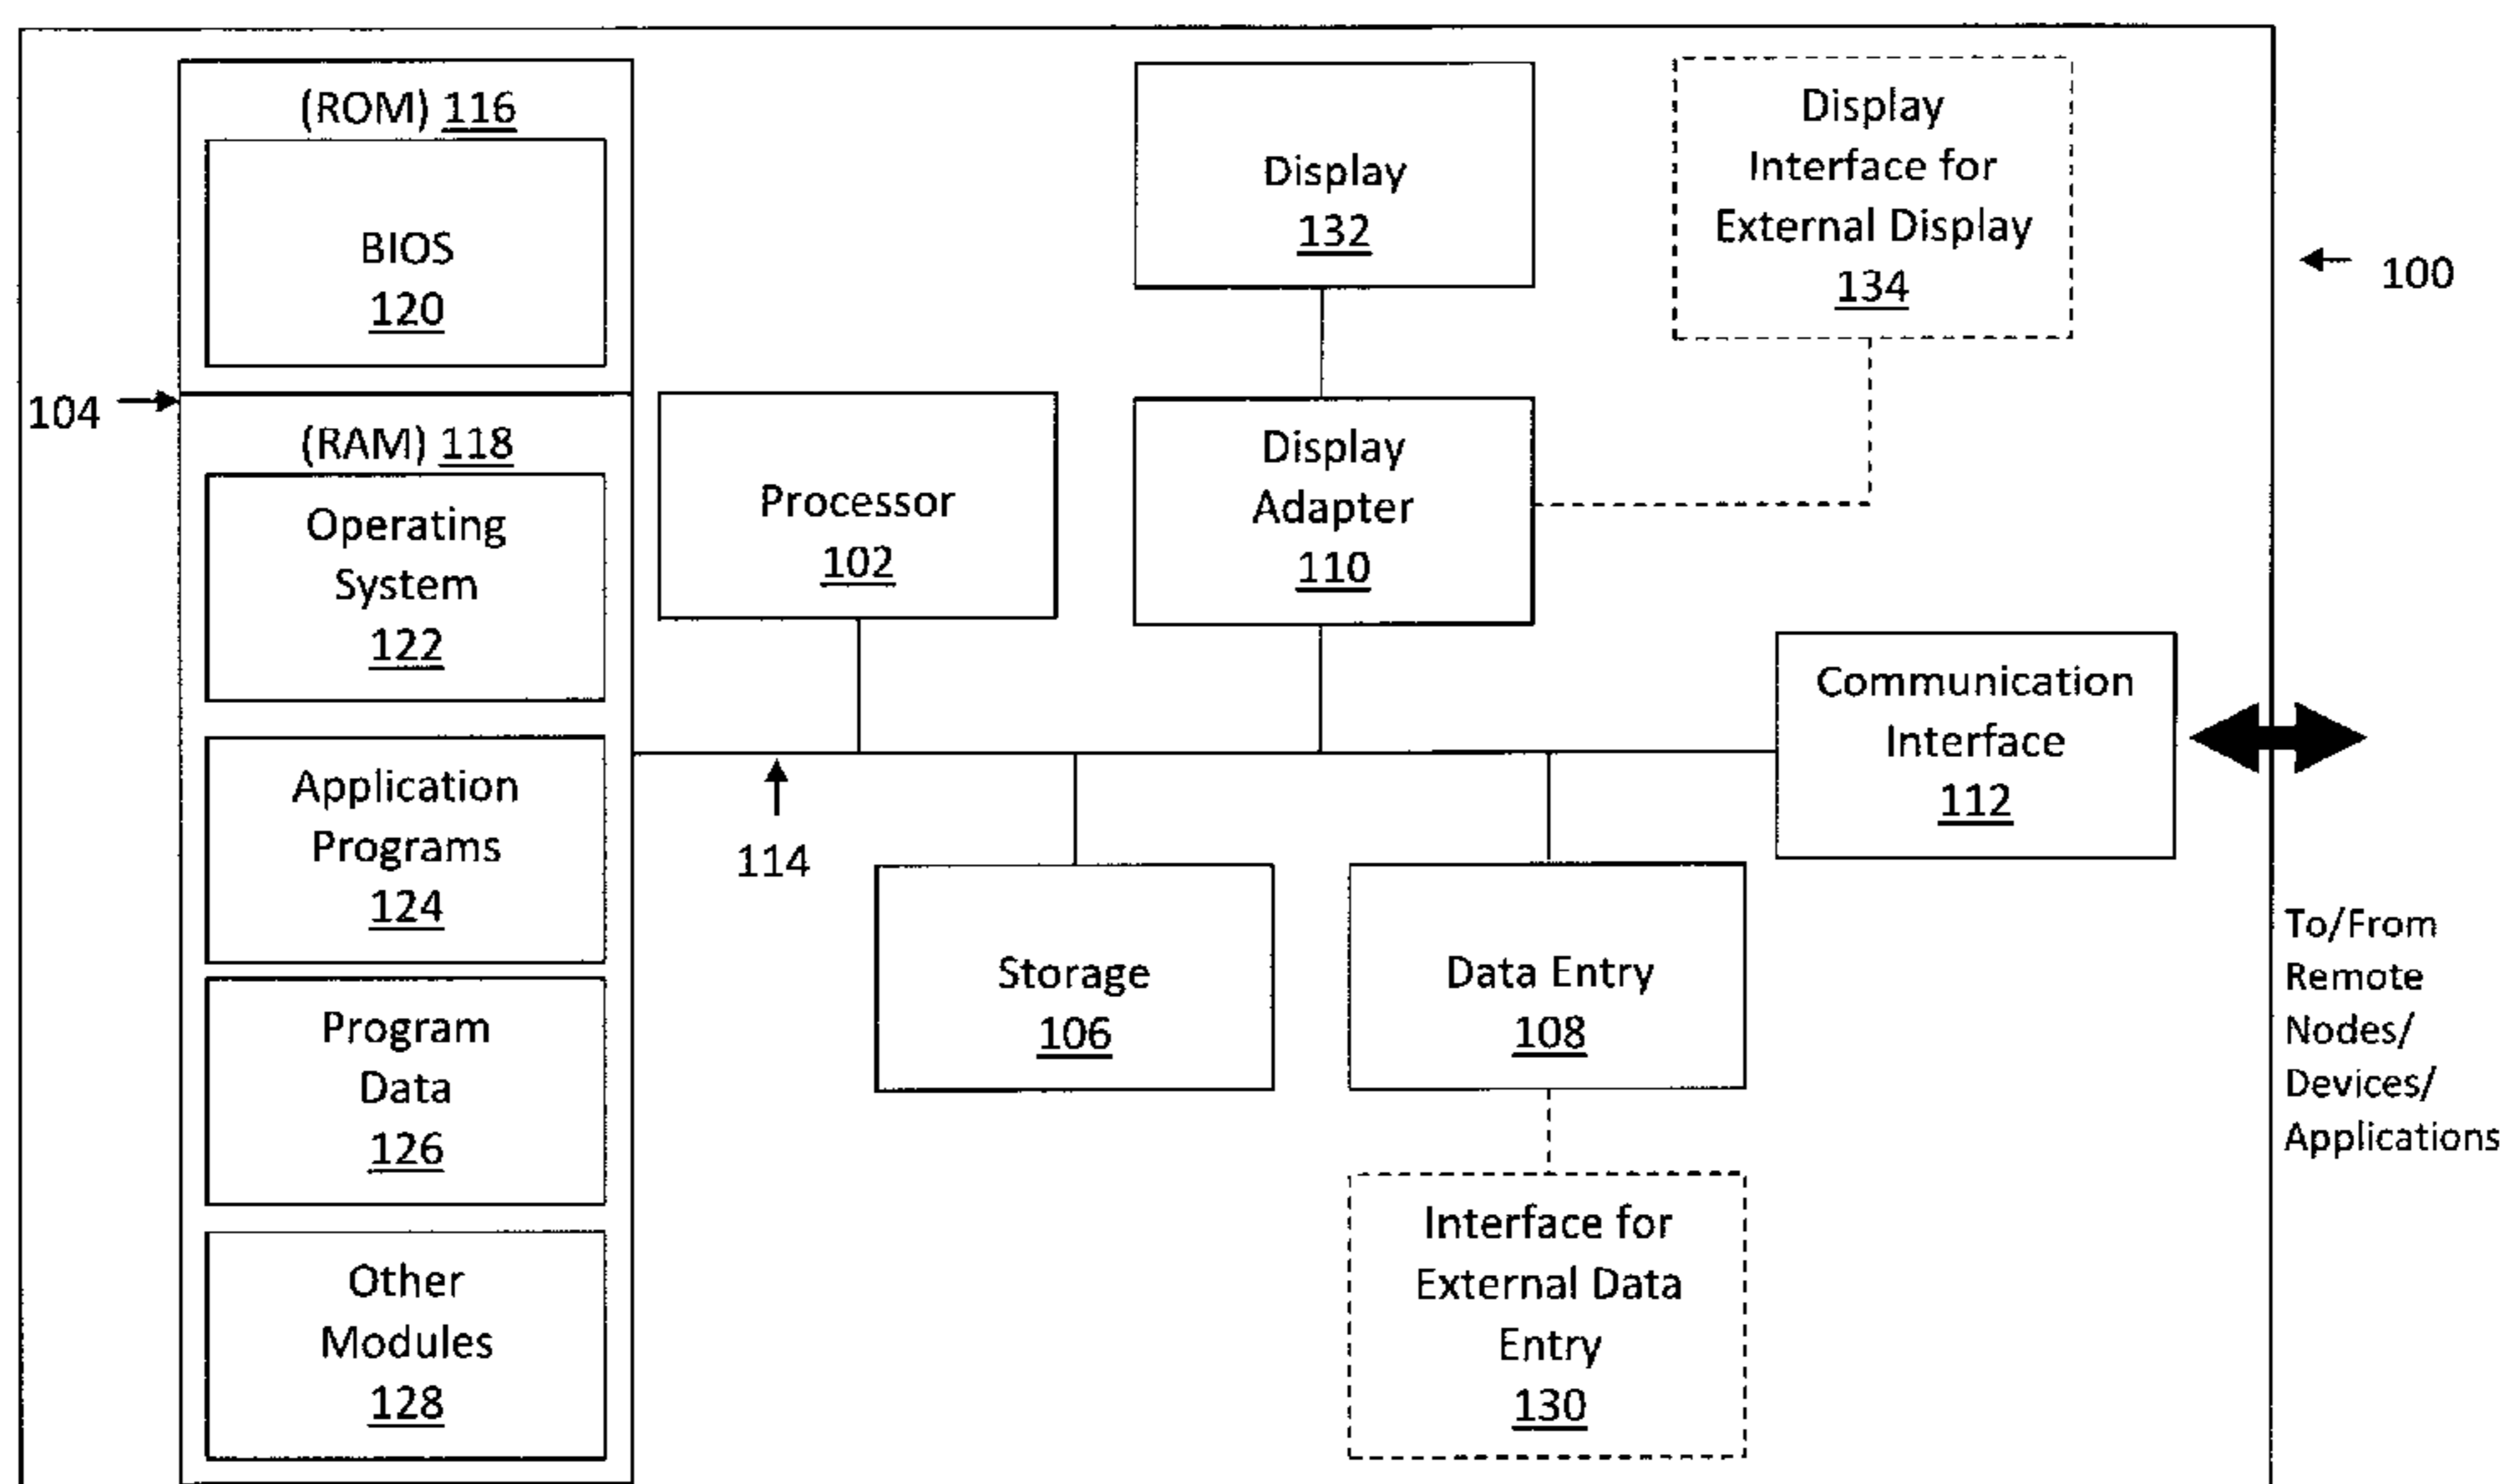 (ROM) 116
BIOS
120
104
(RAM) 118
Operating
System
122
Application
Programs
124
Program
Data
126
Other
Modules
128
Processor
102
Display
132
Display
Interface for
External Display
134
100
Display
Adapter
110
Communication
Interface
112
114
Storage
106
Data Entry
108
Interface for
External Data
Entry
130
To/From
Remote
Nodes/
Devices/
Applications